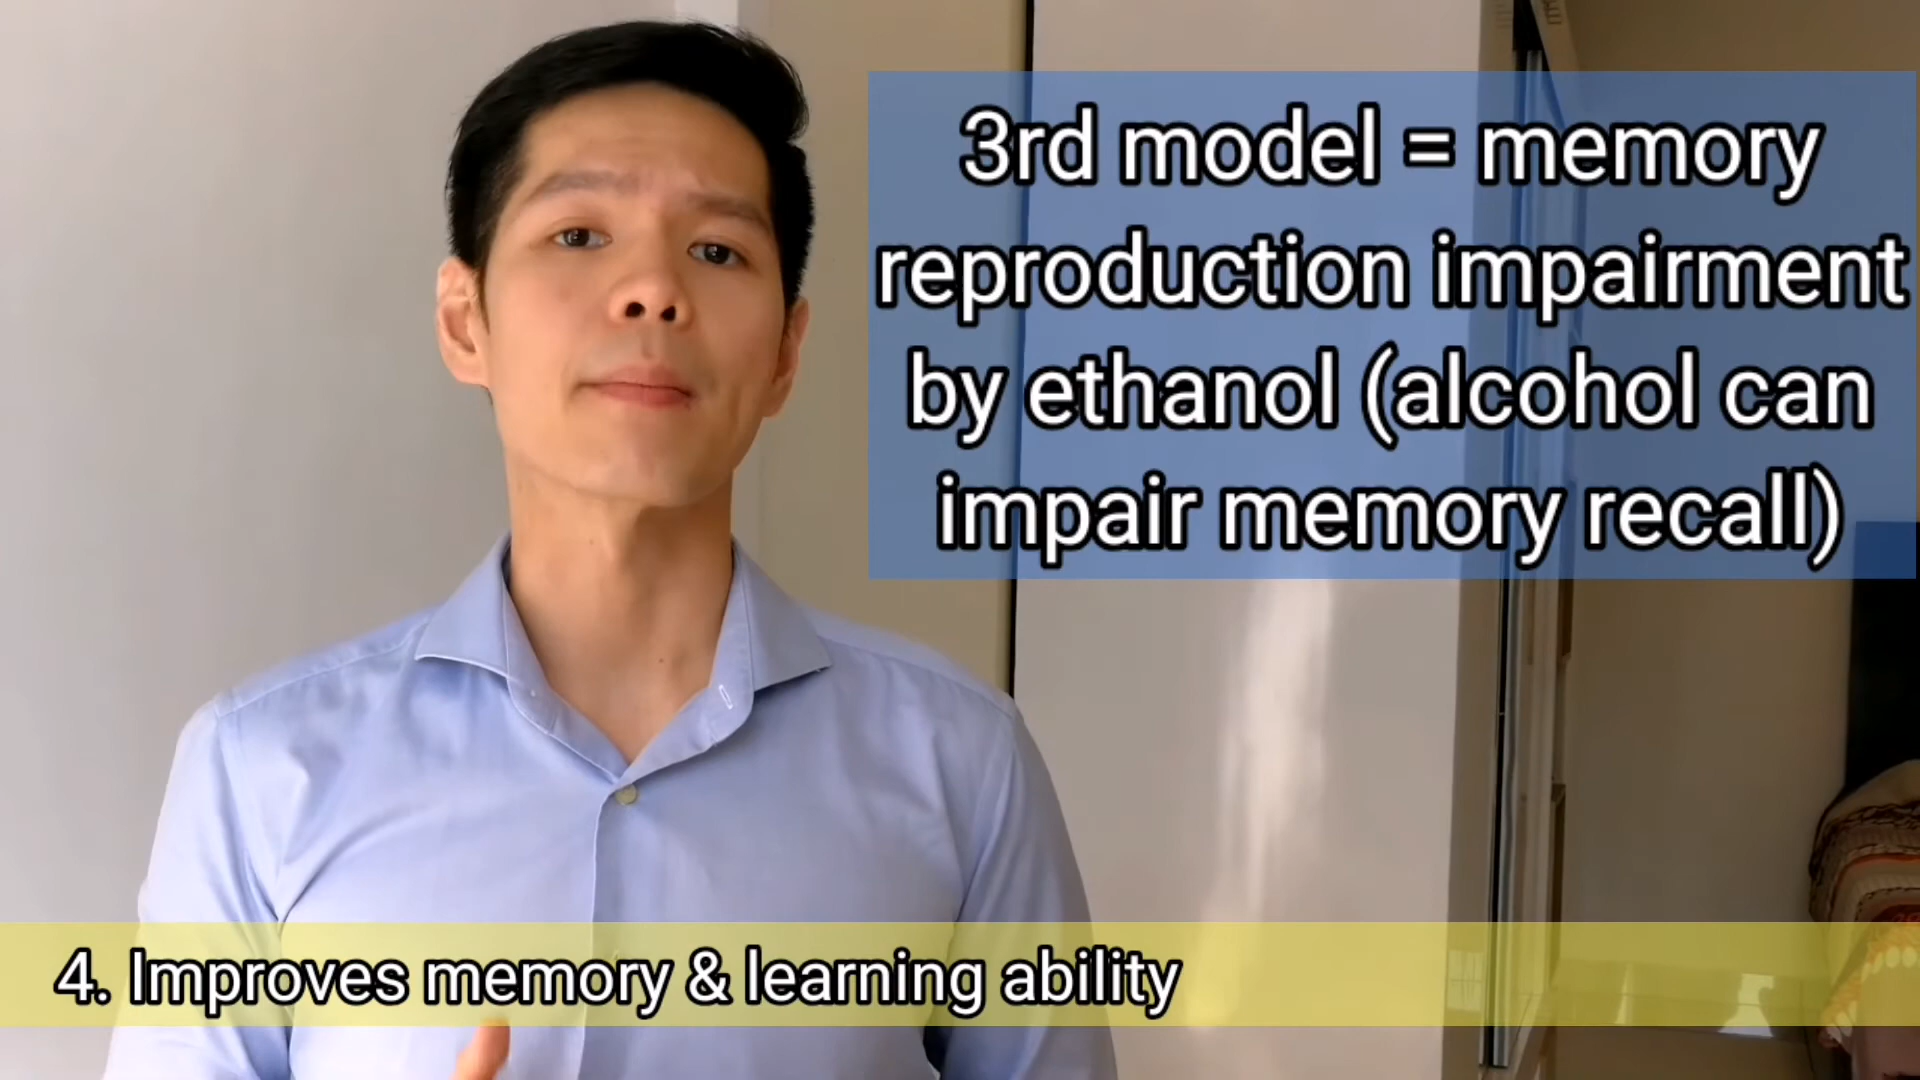 3rd model = memory
reproduction impairment
by ethanol (alcohol can
impair memory recall)
4. Improves memory & learning ability